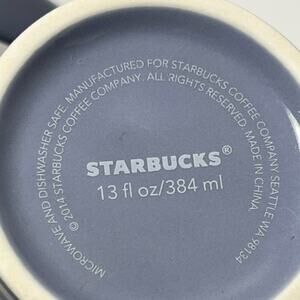 MICROWAVE AND DISHWASHER SAFE. MANUFACTURED FOR STARBUCKS COFFEE COMPANY SEATTLE WA 98134
© 2014 STARBUCKS COFFEE COMPANY. ALL RIGHTS RESERVED. MADE IN CHINA.
STARBUCKS®
13 fl oz/384 ml